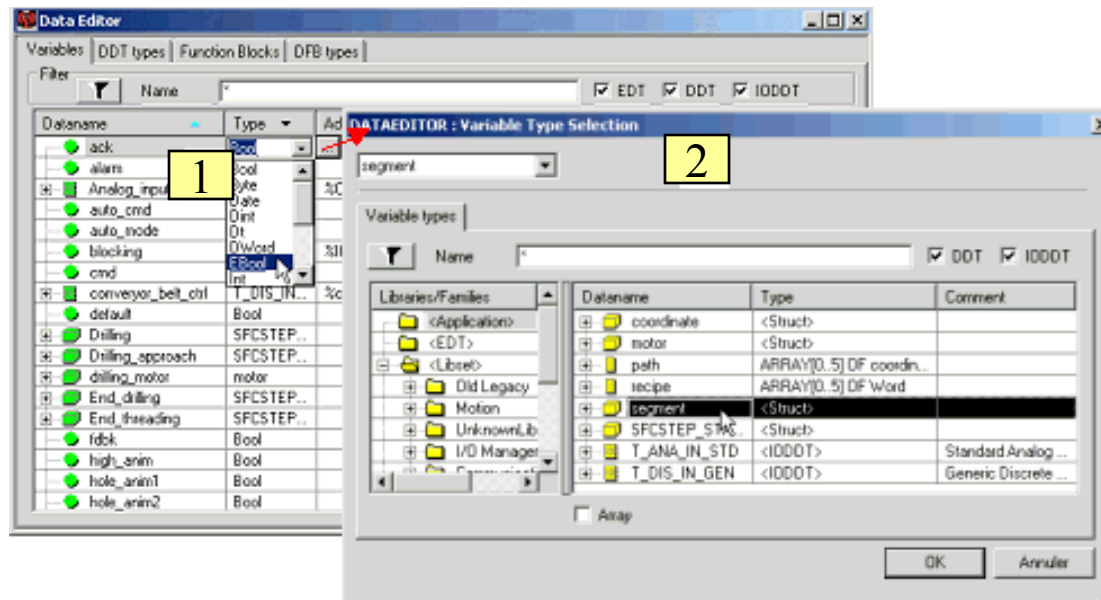 Data Editor
Variables DDT types Function Blocks DFB types
Filter
Name *
EDT DDT IODDT
Dataname Type Ad
ack Bool ...
alarm Bool
Analog_inpu Byte
auto_cmd Date
auto_mode Dint
Dt
blocking DWord
cmd EBool
Int
conveyor_belt_ctrl T_DIS_IN...
default Bool
Drilling SFCSTEP...
Drilling_approach SFCSTEP...
drilling_motor motor
End_drilling SFCSTEP...
End_threading SFCSTEP...
fdbk Bool
high_anim Bool
hole_anim1 Bool
hole_anim2 Bool
1
DATAEDITOR : Variable Type Selection
segment
2
Variable types
Name *
DDT IODDT
Libraries/Families
<Application>
<EDT>
<Libset>
Old Legacy
Motion
UnknownLib
I/O Manager
Dataname Type Comment
coordinate <Struct>
motor <Struct>
path ARRAY[0..5] OF coordin...
recipe ARRAY[0..5] OF Word
segment <Struct>
<Struct>
T_ANA_IN_STD <IODDT> Standard Analog ...
T_DIS_IN_GEN <IODDT> Generic Discrete ...
Array
OK Annuler